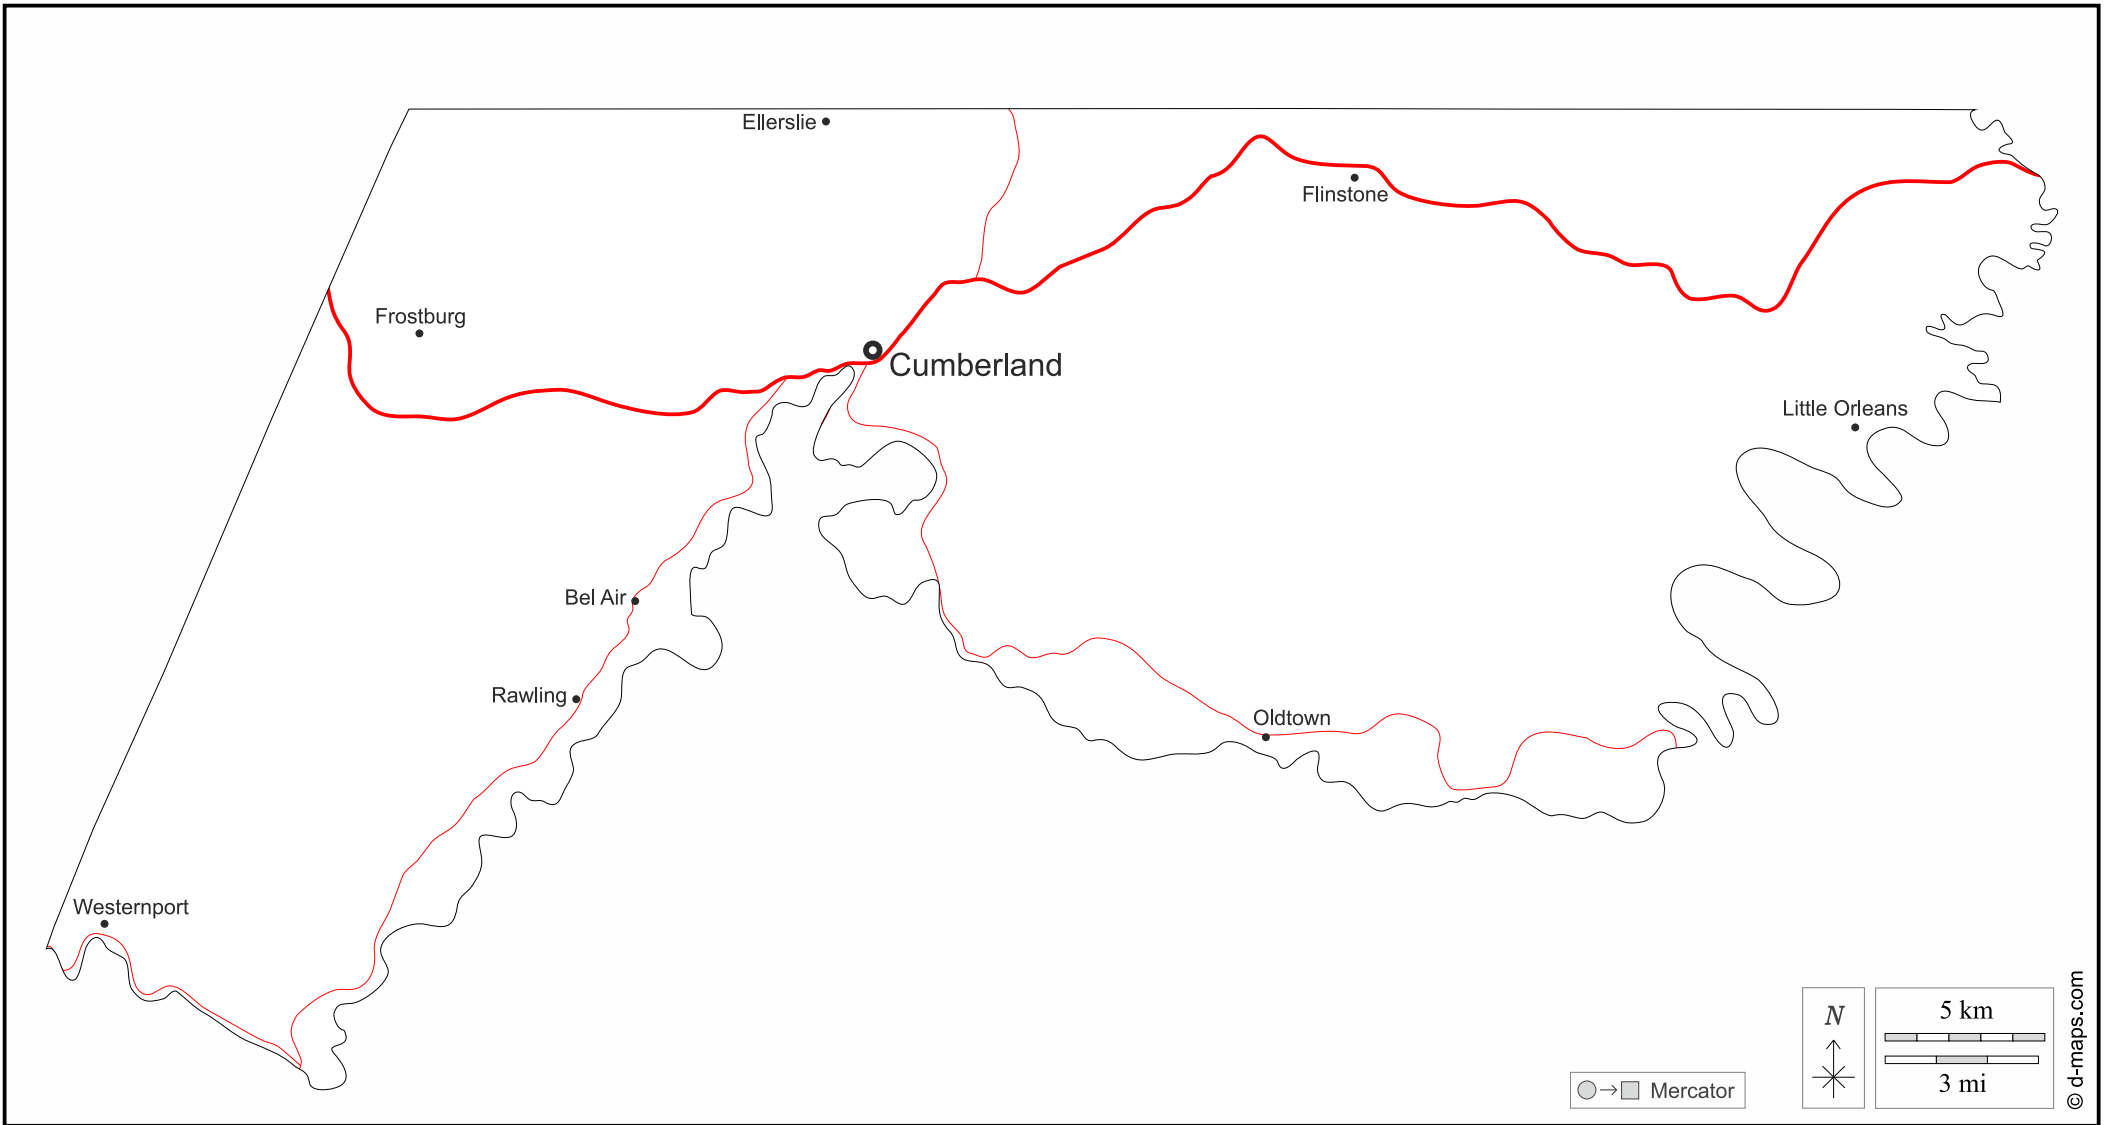 Ellerslie
Flinstone
Frostburg
Cumberland
Little Orleans
Bel Air
Rawling
Oldtown
Westernport
N
5 km
3 mi
Mercator
© d-maps.com